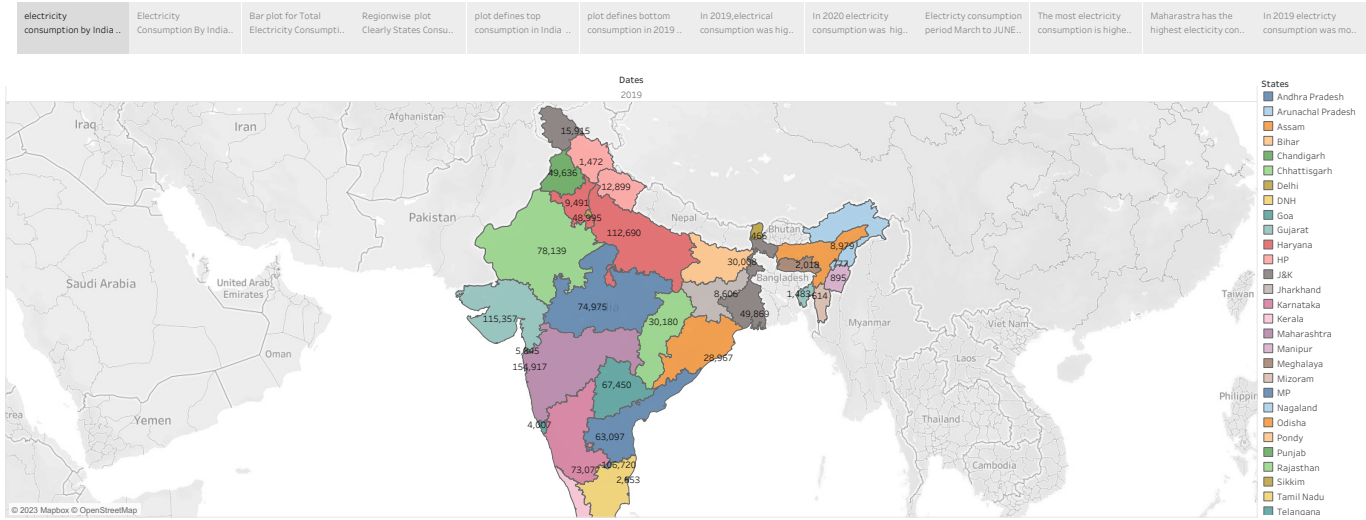 electricity
consumption by India ..
Electricity
Consumption By India..
Bar plot for Total
Electricity Consumpti..
Regionwise plot
Clearly States Consu..
plot defines top
consumption in India ..
plot defines bottom
consumption in 2019 ..
In 2019,electrical
consumption was hig..
In 2020 electricity
consumption was hig..
Electricty consumption
period March to JUNE..
The most electricity
consumption is highe..
Maharastra has the
highest electicity con..
In 2019 electricty
consumption was mo..
Dates
2019
Iraq
Iran
Afghanistan
Pakistan
Nepal
Bhutan
Bangladesh
Saudi Arabia
United Arab
Emirates
Oman
Yemen
Myanmar
Viet Nam
Laos
Thailand
Cambodia
Taiwan
15,915
1,472
49,636
12,899
9,491
48,995
112,690
78,139
466
8,979
2,018
895
74,975
8,606
1,483
614
115,357
30,180
49,869
5,845
28,967
154,917
67,450
4,007
63,097
106,720
2,653
© 2023 Mapbox © OpenStreetMap
States
Andhra Pradesh
Arunachal Pradesh
Assam
Bihar
Chandigarh
Chhattisgarh
Delhi
DNH
Goa
Gujarat
Haryana
HP
J&K
Jharkhand
Karnataka
Kerala
Maharashtra
Manipur
Meghalaya
Mizoram
MP
Nagaland
Odisha
Pondy
Punjab
Rajasthan
Sikkim
Tamil Nadu
Telangana